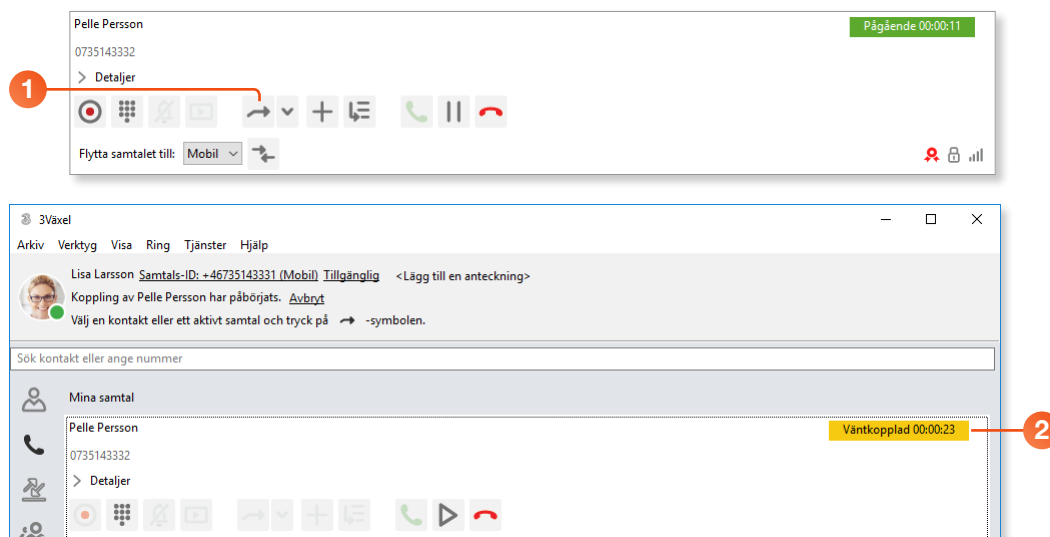 Pelle Persson
Pågående 00:00:11
0735143332
Detaljer
1
Flytta samtalet till: Mobil
3Växel
Arkiv Verktyg Visa Ring Tjänster Hjälp
Lisa Larsson Samtals-ID: +46735143331 (Mobil) Tillgänglig <Lägg till en anteckning>
Koppling av Pelle Persson har påbörjats. Avbryt
Välj en kontakt eller ett aktivt samtal och tryck på -symbolen.
Sök kontakt eller ange nummer
Mina samtal
Pelle Persson
Väntkopplad 00:00:23
2
0735143332
Detaljer